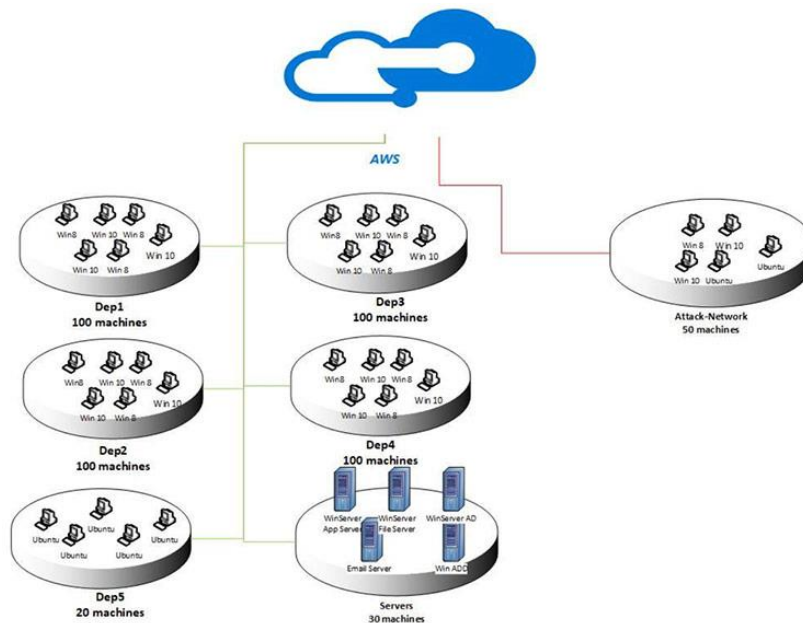 AWS
Win8
Win 10
Win 8
Win 10
Win 10
Win 8
Dep1
100 machines
Win8
Win 10
Win 8
Win 10
Win 10
Win 8
Dep3
100 machines
Win 8
Win 10
Ubuntu
Win 10
Ubuntu
Attack-Network
50 machines
Win8
Win 10
Win 8
Win 10
Win 10
Win 8
Dep2
100 machines
Win8
Win 10
Win 8
Win 10
Win 10
Win 8
Dep4
100 machines
Ubuntu
Ubuntu
Ubuntu
Ubuntu
Ubuntu
Dep5
20 machines
WinServer
App Server
WinServer
File Server
WinServer AD
Email Server
Win ADD
Servers
30 machines